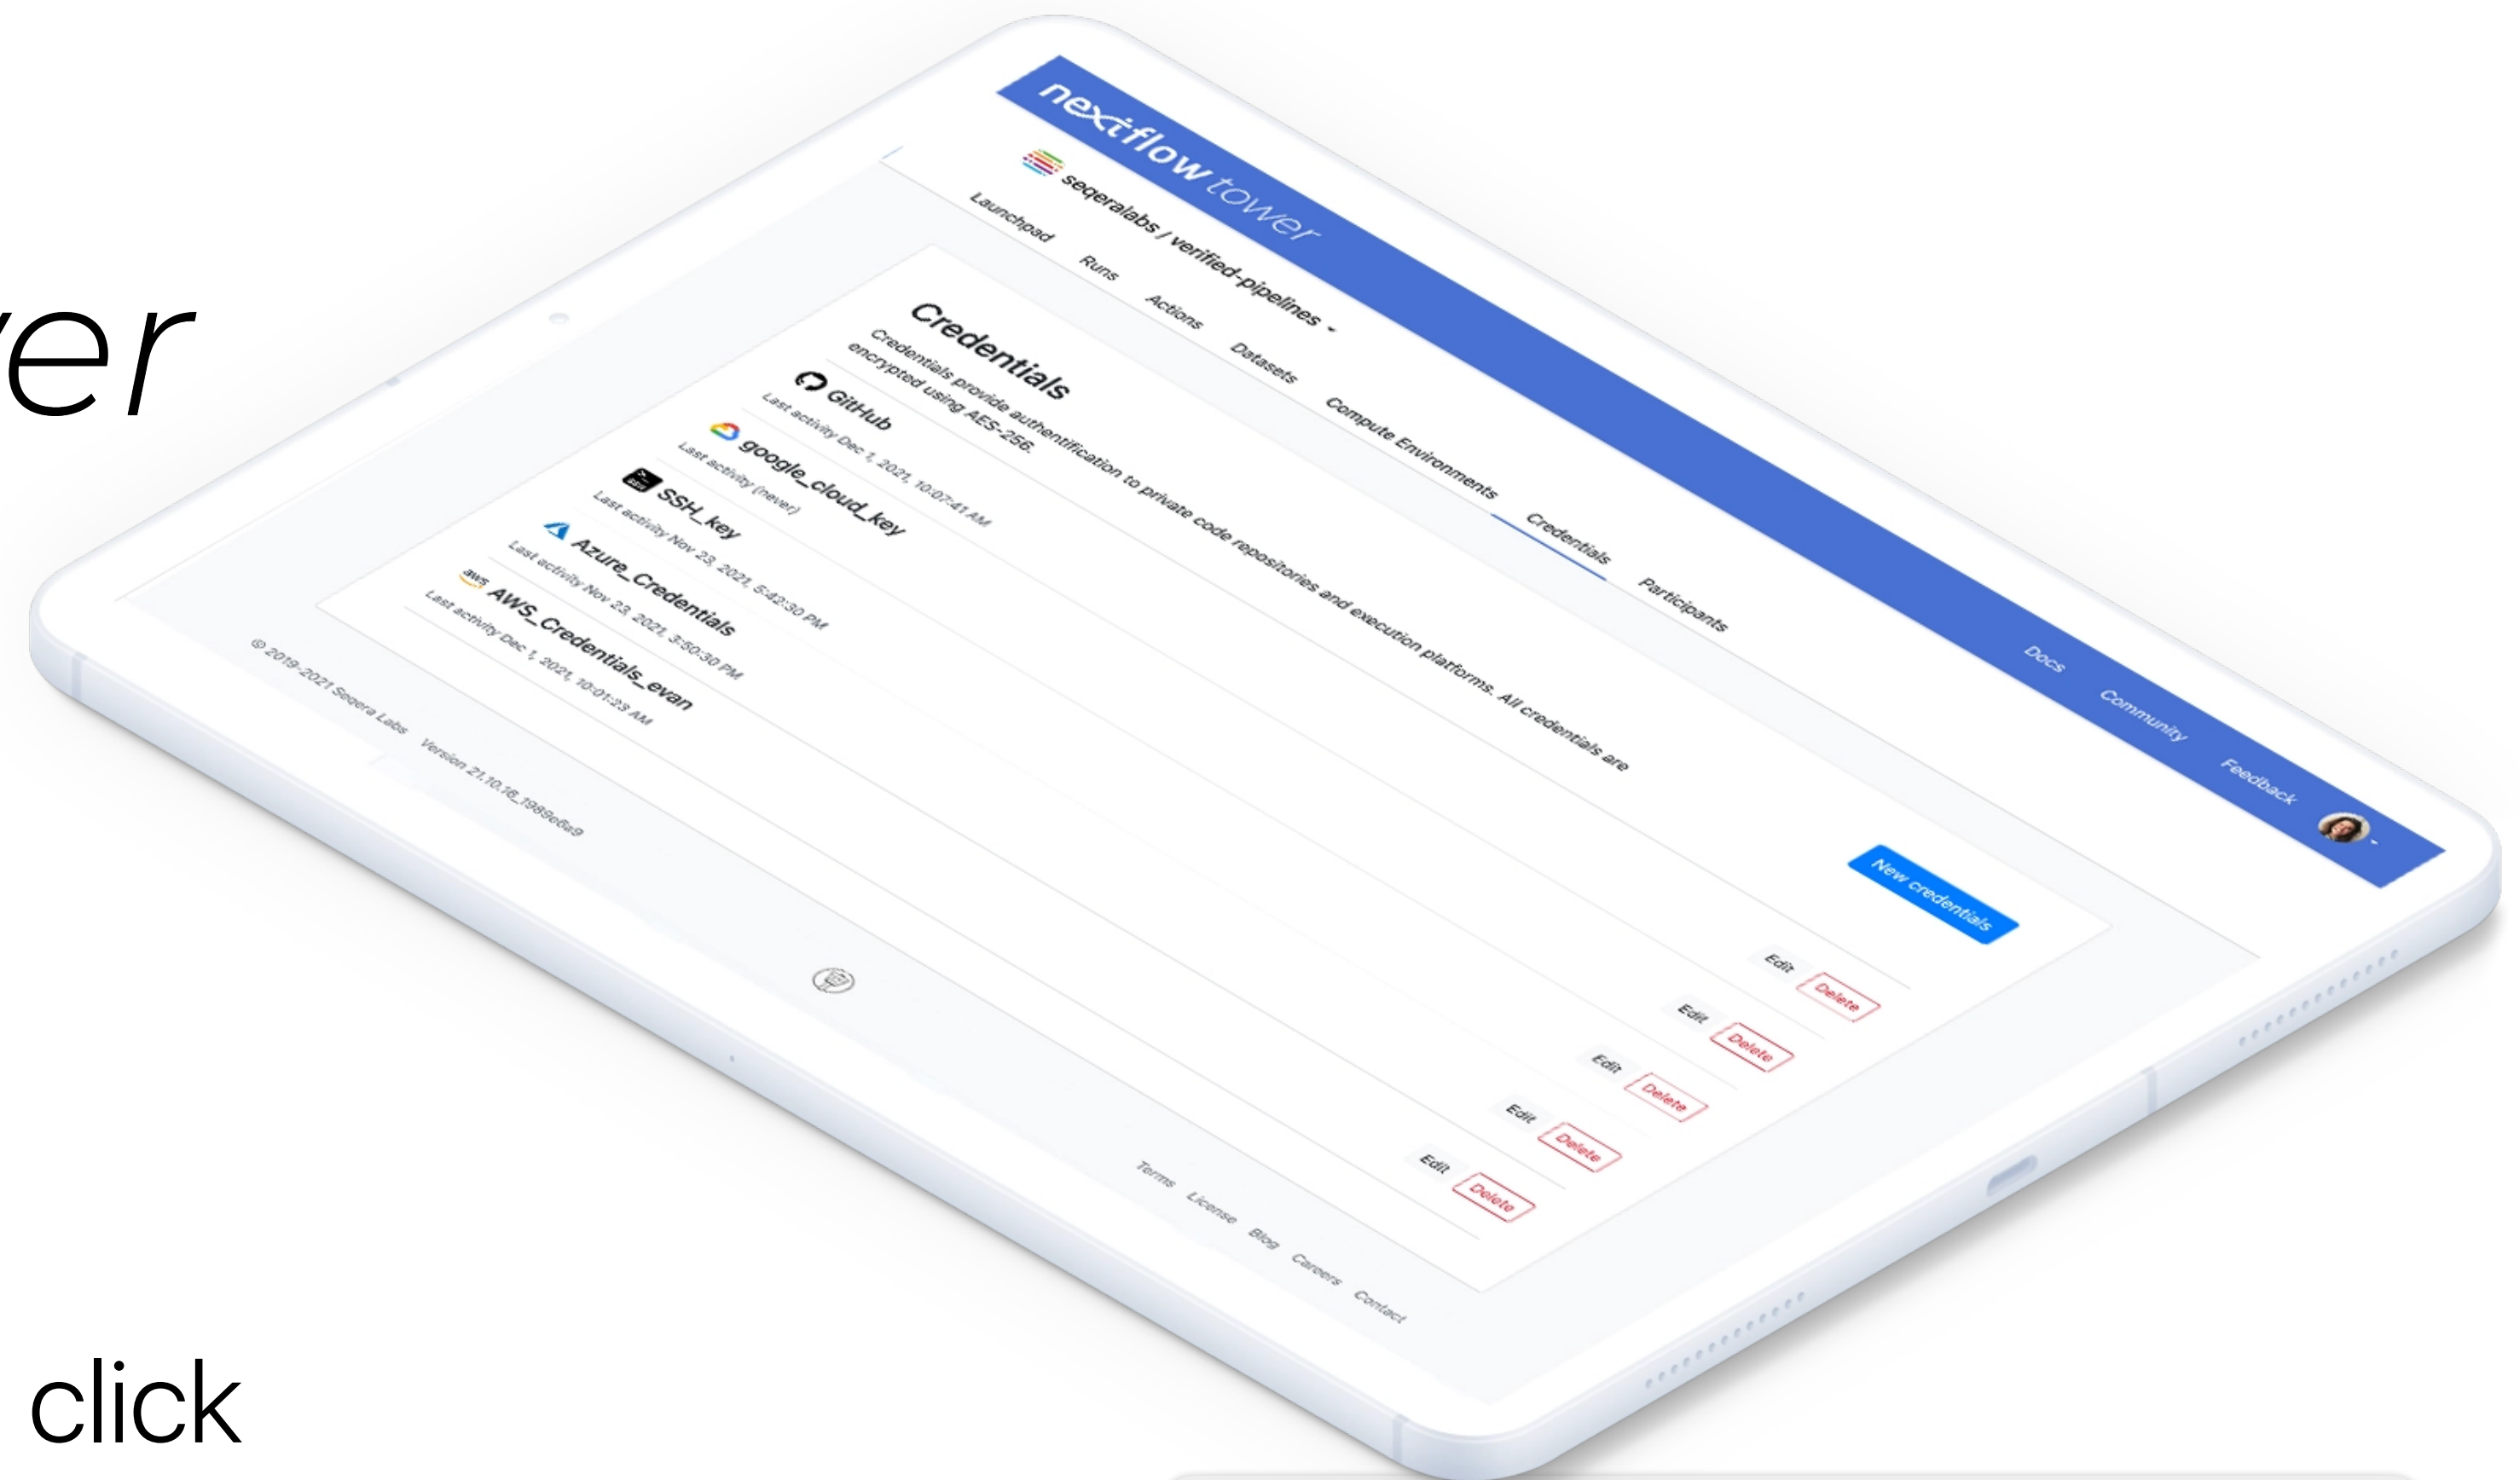 er
click
nextflow tower
Docs
Community
Feedback
seqeralabs / verified-pipelines
Launchpad
Runs
Actions
Datasets
Compute Environments
Credentials
Participants
Credentials
Credentials provide authentification to private code repositories and execution platforms. All credentials are
encrypted using AES-256.
New credentials
GitHub
Last activity Dec 1, 2021, 10:07:41 AM
Edit
Delete
google_cloud_key
Last activity (never)
Edit
Delete
SSH_key
Last activity Nov 23, 2021, 5:42:30 PM
Edit
Delete
Azure_Credentials
Last activity Nov 23, 2021, 3:50:30 PM
Edit
Delete
aws AWS_Credentials_evan
Last activity Dec 1, 2021, 10:01:23 AM
Edit
Delete
© 2019-2021 Seqera Labs
Version 21.10.16_1989e6a9
Terms
License
Blog
Careers
Contact